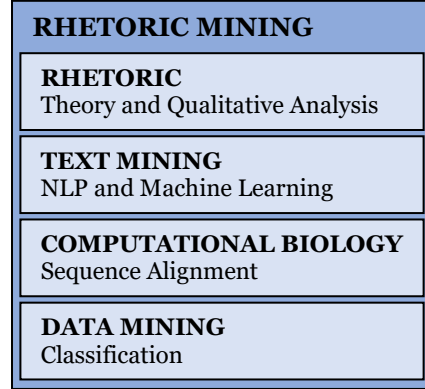 RHETORIC MINING
RHETORIC
Theory and Qualitative Analysis
TEXT MINING
NLP and Machine Learning
COMPUTATIONAL BIOLOGY
Sequence Alignment
DATA MINING
Classification